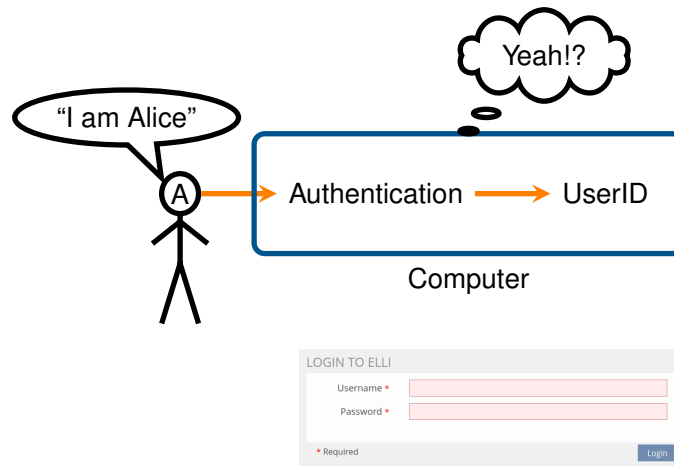 Yeah!?
“I am Alice”
A
Authentication
UserID
Computer
LOGIN TO ELLI
Username *
Password *
* Required
Login